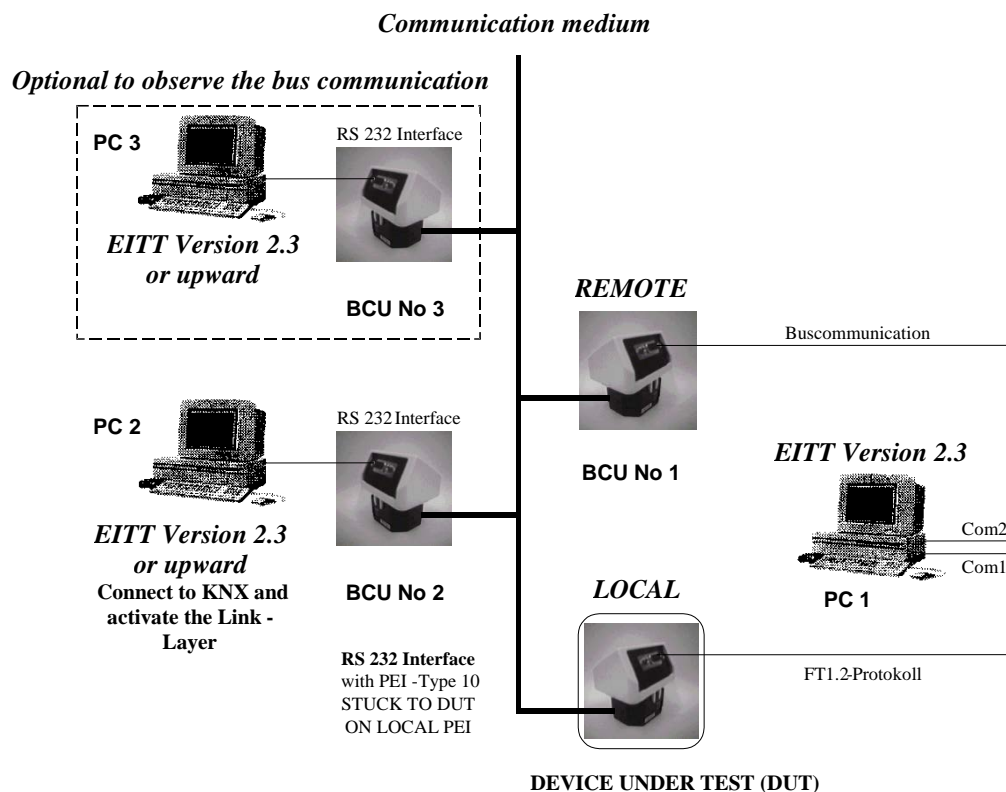 Communication medium
Optional to observe the bus communication
PC 3
RS 232 Interface
EITT Version 2.3
or upward
BCU No 3
REMOTE
Buscommunication
PC 2
RS 232 Interface
BCU No 1
EITT Version 2.3
EITT Version 2.3
or upward
Connect to KNX and
activate the Link -
Layer
BCU No 2
Com2
Com1
PC 1
LOCAL
RS 232 Interface
with PEI -Type 10
STUCK TO DUT
ON LOCAL PEI
FT1.2-Protokoll
DEVICE UNDER TEST (DUT)